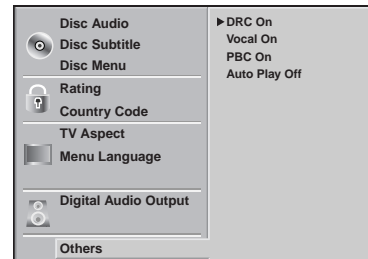 Disc Audio
Disc Subtitle
Disc Menu
Rating
Country Code
TV Aspect
Menu Language
Digital Audio Output
Others
DRC On
Vocal On
PBC On
Auto Play Off